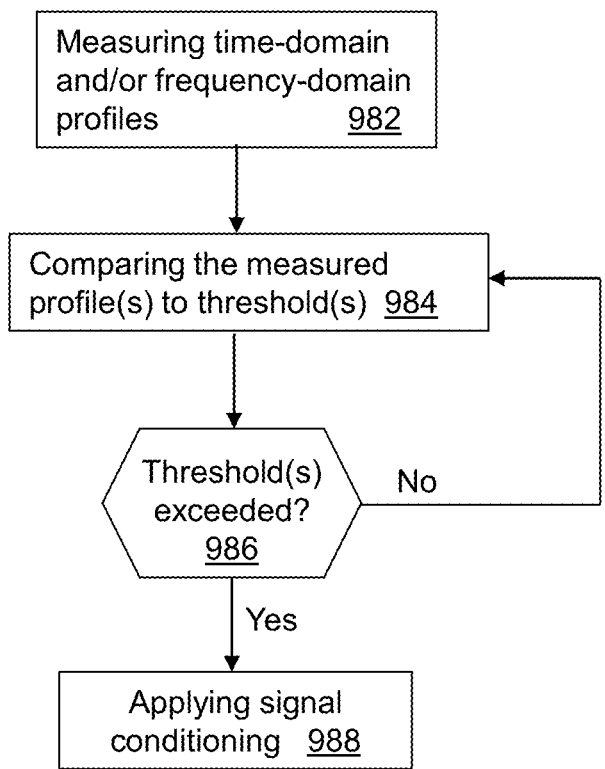 Measuring time-domain
and/or frequency-domain
profiles 982
Comparing the measured
profile(s) to threshold(s) 984
Threshold(s)
exceeded?
986
No
Yes
Applying signal
conditioning 988